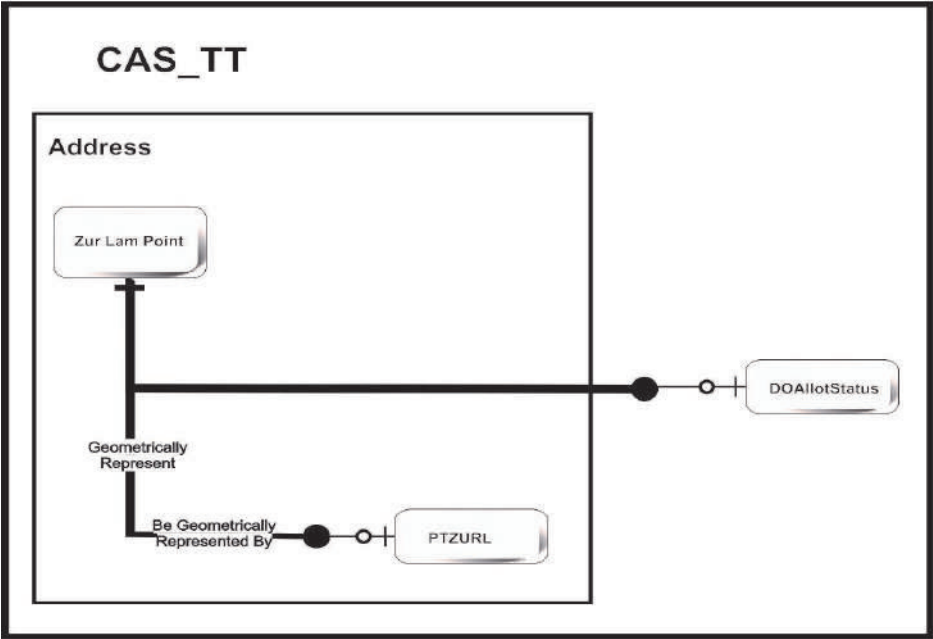 CAS_TT
Address
Zur Lam Point
DOAllotStatus
Geometrically
Represent
Be Geometrically
Represented By
PTZURL